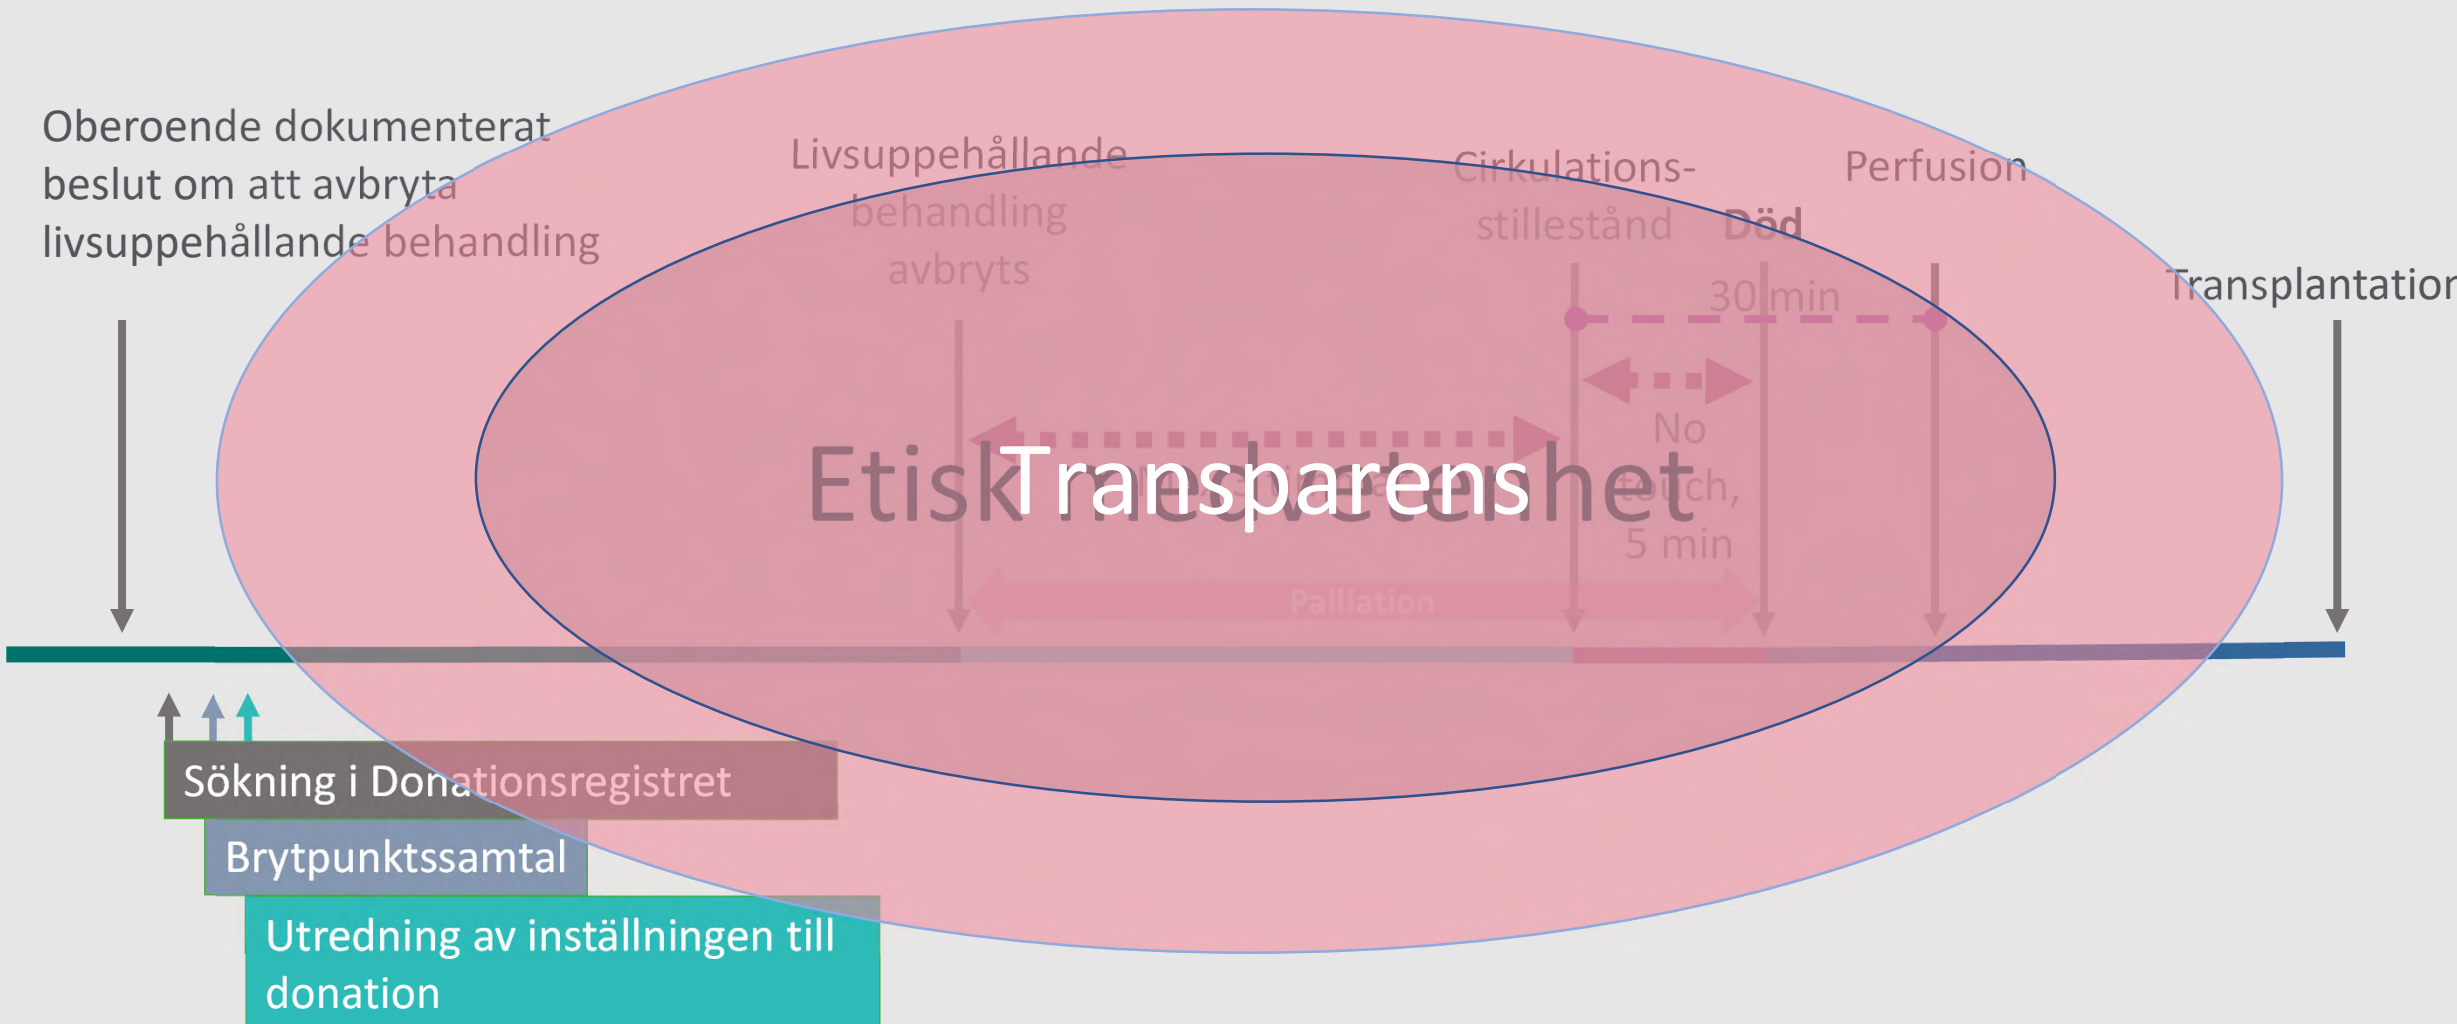 Oberoende dokumenterat
beslut om att avbryta
livsuppehållande behandling
Livsuppehållande
behandling
avbryts
Cirkulations-
stillestånd
Död
Perfusion
30 min
Transplantation
No
touch,
5 min
Etisk medvetenhet
Transparens
Palliation
Sökning i Donationsregistret
Brytpunktssamtal
Utredning av inställningen till
donation